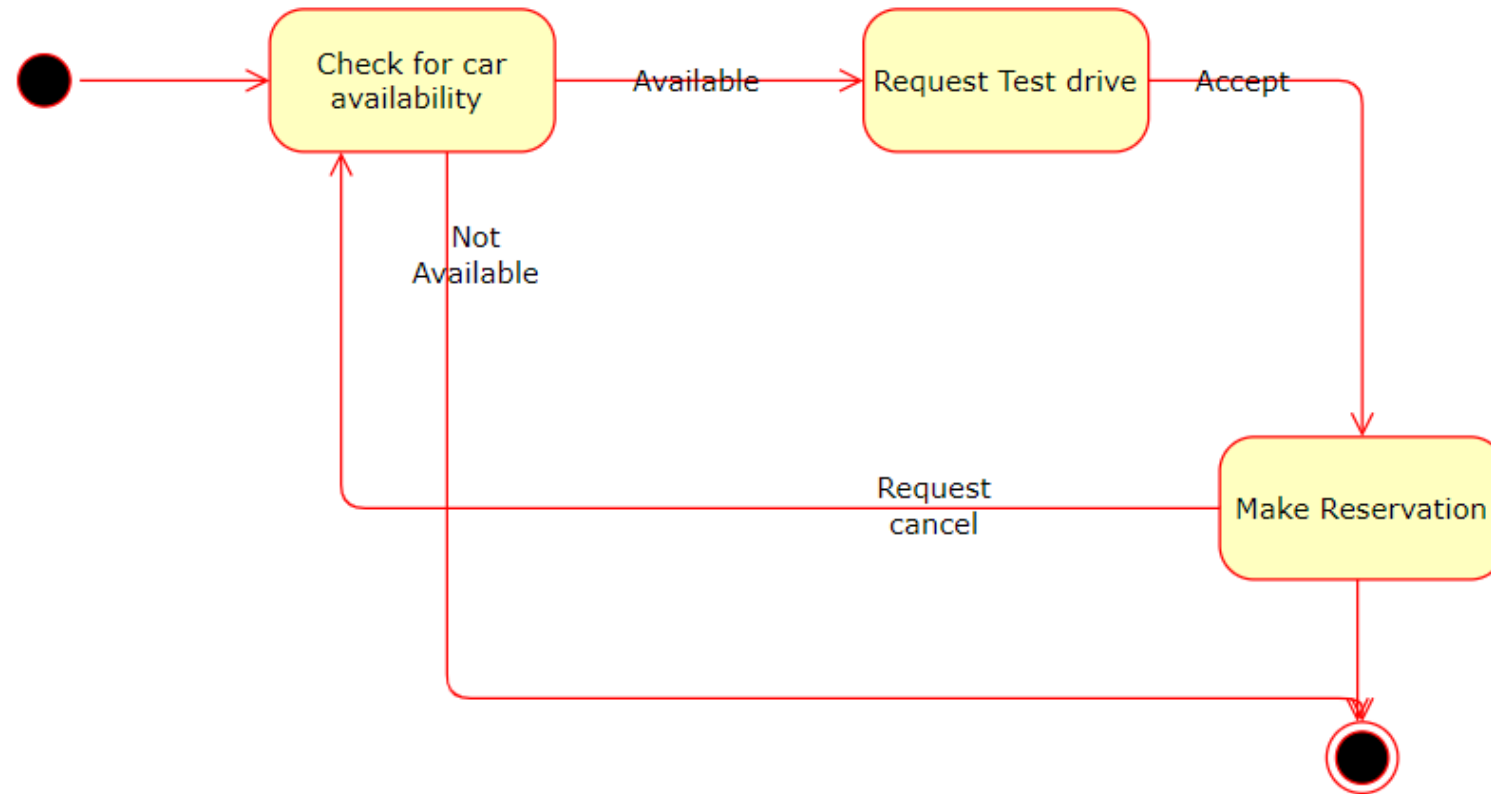 Check for car
availability
Available
Request Test drive
Accept
Not
Available
Request
cancel
Make Reservation